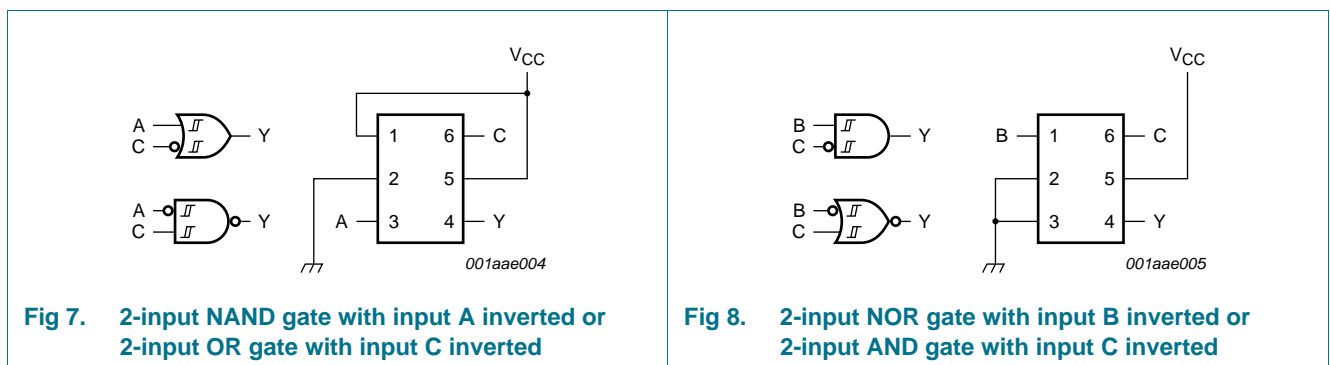 VCC
A
C
Y
A
C
Y
1 6 C
2 5
A 3 4 Y
001aae004
Fig 7. 2-input NAND gate with input A inverted or
2-input OR gate with input C inverted
VCC
B
C
Y
B
C
Y
B 1 6 C
2 5
3 4 Y
001aae005
Fig 8. 2-input NOR gate with input B inverted or
2-input AND gate with input C inverted